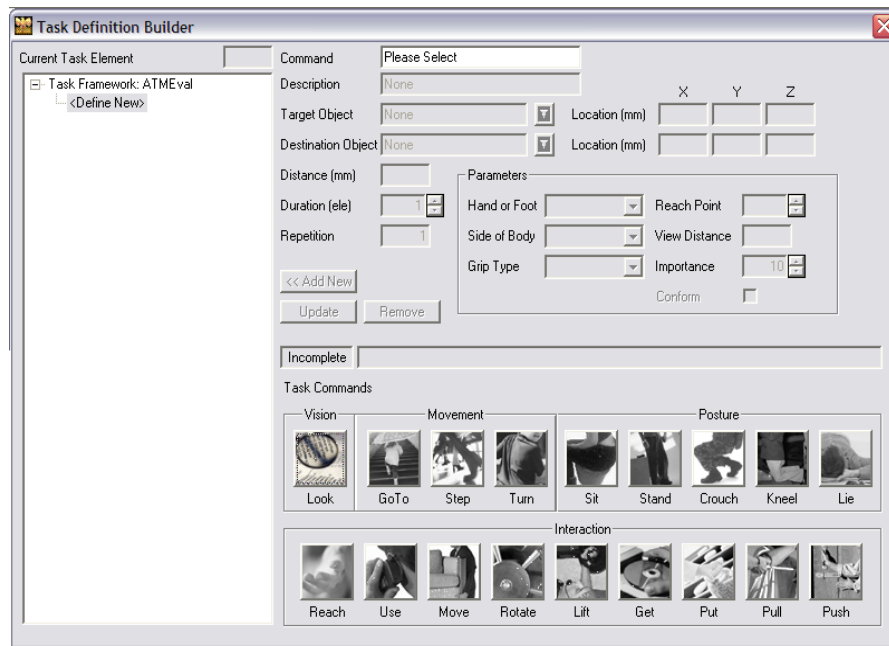 Task Definition Builder
Current Task Element
Task Framework: ATMEval
<Define New>
Command Please Select
Description None
X Y Z
Target Object None Location (mm)
Destination Object None Location (mm)
Distance (mm)
Duration (ele) 1
Repetition 1
Parameters
Hand or Foot Reach Point
Side of Body View Distance
Grip Type Importance 10
Conform
<< Add New
Update Remove
Incomplete
Task Commands
Vision Movement Posture
Look GoTo Step Turn Sit Stand Crouch Kneel Lie
Interaction
Reach Use Move Rotate Lift Get Put Pull Push